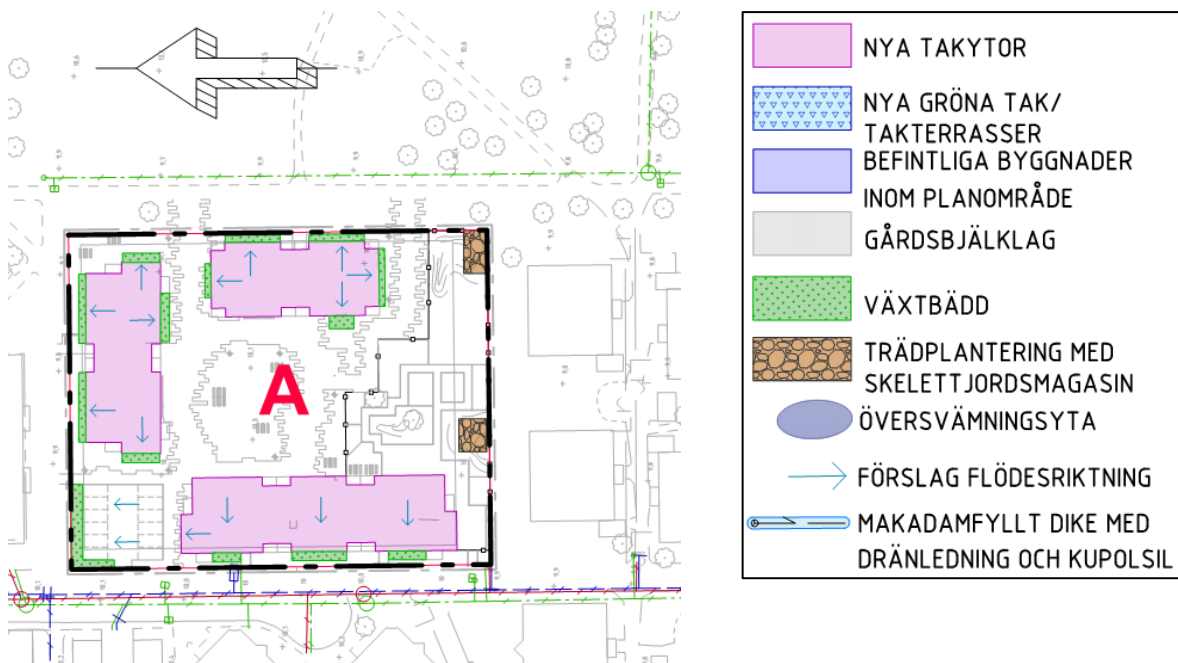 A
NYA TAKYTOR
NYA GRÖNA TAK/
TAKTERRASSER
BEFINTLIGA BYGGNADER
INOM PLANOMRÅDE
GÅRDSBJÄLKLAG
VÄXTBÄDD
TRÄDPLANTERING MED
SKELETTJORDSMAGASIN
ÖVERSVÄMNINGSYTA
FÖRSLAG FLÖDESRIKTNING
MAKADAMFYLLT DIKE MED
DRÄNLEDNING OCH KUPOLSIL